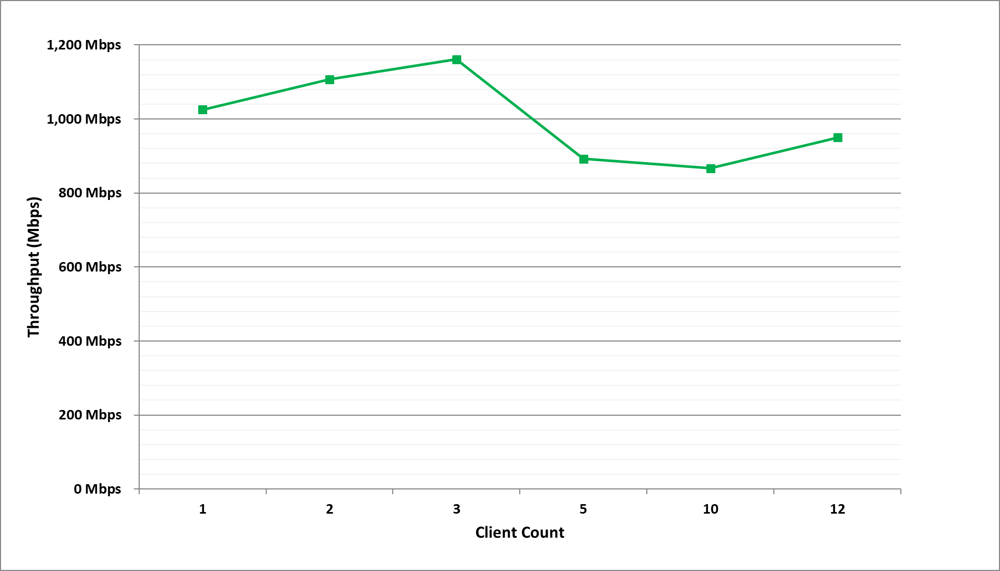 1,200 Mbps
1,000 Mbps
800 Mbps
600 Mbps
400 Mbps
200 Mbps
0 Mbps
Throughput (Mbps)
1 2 3 5 10 12
Client Count